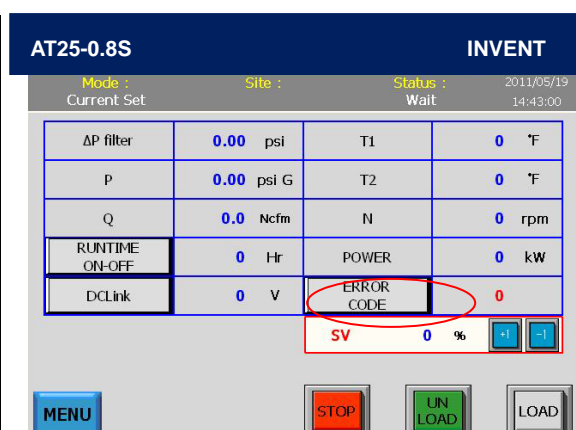 AT25-0.8S INVENT
Mode : Site : Status : 2011/05/19
Current Set Wait 14:43:00
ΔP filter 0.00 psi T1 0 °F
P 0.00 psi G T2 0 °F
Q 0.0 Ncfm N 0 rpm
RUNTIME
ON-OFF 0 Hr POWER 0 kW
DCLink 0 V ERROR
CODE 0
SV 0 % +1 -1
MENU STOP UN
LOAD LOAD